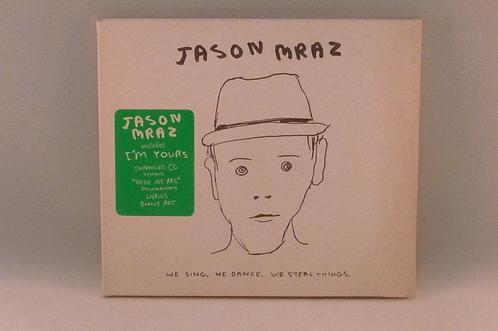 JASON MRAZ
JASON
MRAZ
includes
I'M YOURS
ENHANCED CD
features
"HERE WE ARE"
Documentary
LYRICS
BONUS ART
WE SING. WE DANCE. WE STEAL THINGS.